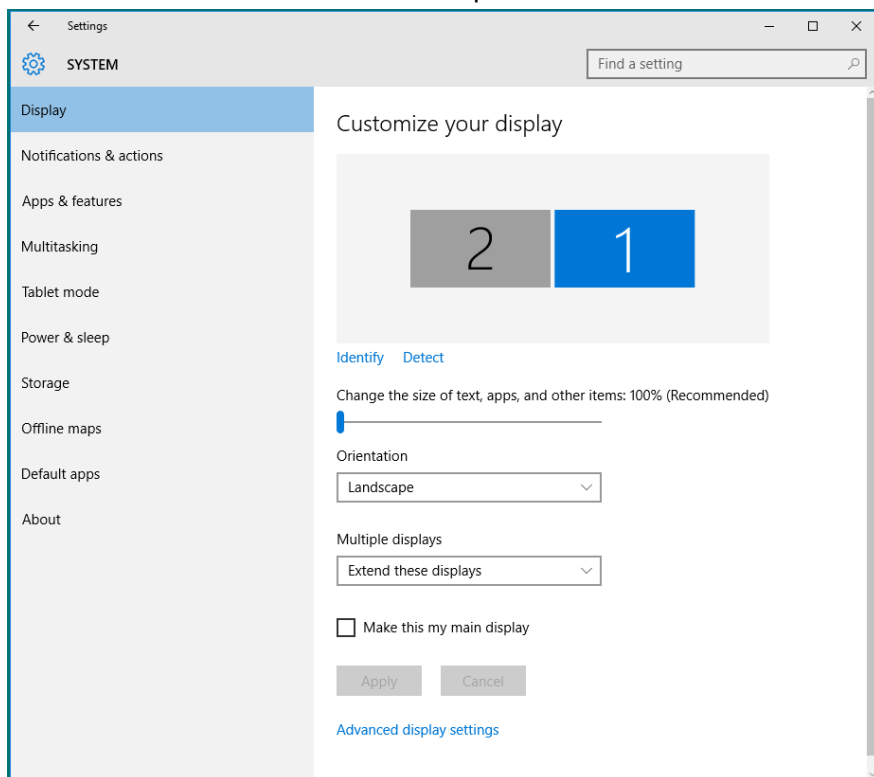 Settings
SYSTEM
Find a setting
Display
Notifications & actions
Apps & features
Multitasking
Tablet mode
Power & sleep
Storage
Offline maps
Default apps
About
Customize your display
2 1
Identify Detect
Change the size of text, apps, and other items: 100% (Recommended)
Orientation
Landscape
Multiple displays
Extend these displays
Make this my main display
Apply Cancel
Advanced display settings